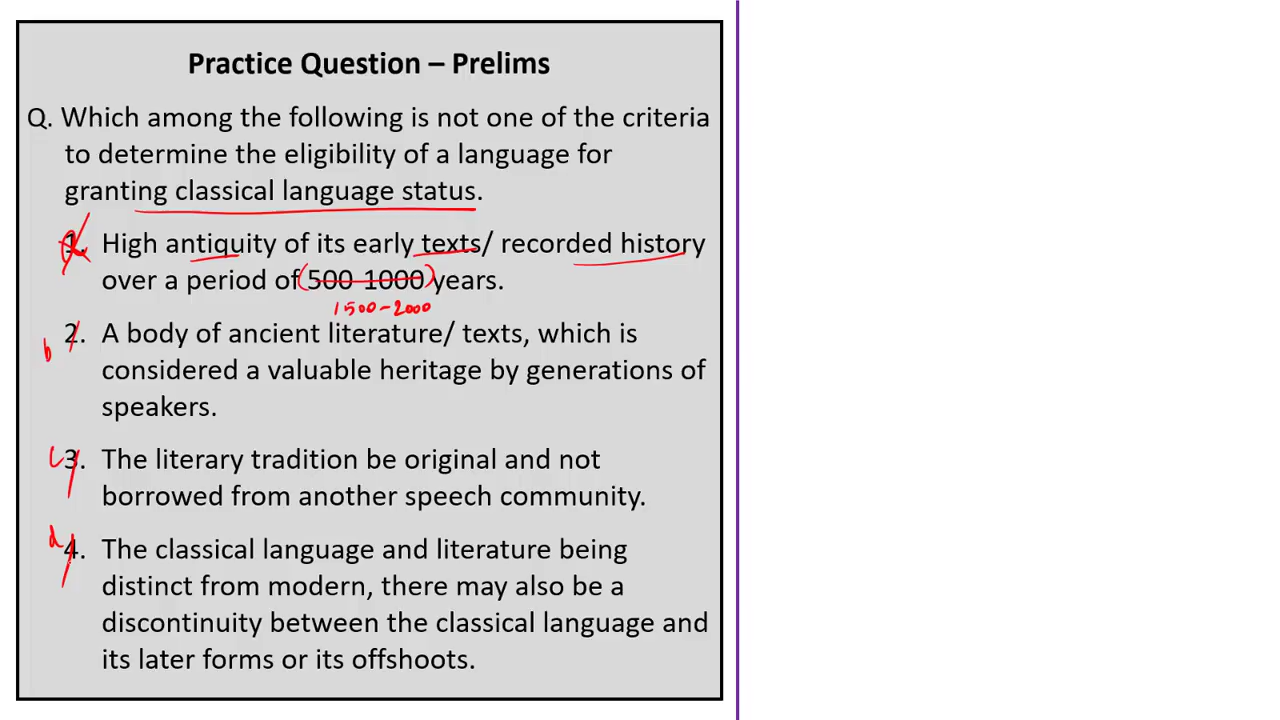 Practice Question – Prelims
Q. Which among the following is not one of the criteria
to determine the eligibility of a language for
granting classical language status.
1. High antiquity of its early texts/ recorded history
over a period of (500-1000) years.
1500-2000
2. A body of ancient literature/ texts, which is
b
considered a valuable heritage by generations of
speakers.
c 3. The literary tradition be original and not
borrowed from another speech community.
d 4. The classical language and literature being
distinct from modern, there may also be a
discontinuity between the classical language and
its later forms or its offshoots.